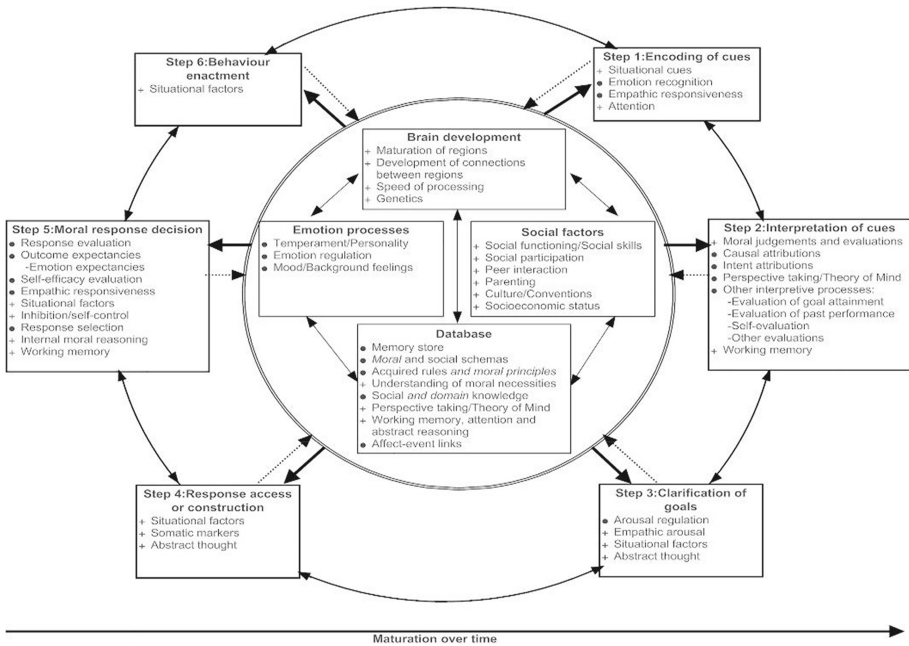 Step 6:Behaviour
enactment
+ Situational factors
Step 1:Encoding of cues
+ Situational cues
● Emotion recognition
● Empathic responsiveness
+ Attention
Brain development
+ Maturation of regions
+ Development of connections
between regions
+ Speed of processing
+ Genetics
Step 5:Moral response decision
● Response evaluation
● Outcome expectancies
-Emotion expectancies
● Self-efficacy evaluation
● Empathic responsiveness
+ Situational factors
+ Inhibition/self-control
● Response selection
+ Internal moral reasoning
+ Working memory
Emotion processes
● Temperament/Personality
● Emotion regulation
● Mood/Background feelings
Social factors
+ Social functioning/Social skills
+ Social participation
+ Peer interaction
+ Parenting
+ Culture/Conventions
+ Socioeconomic status
Step 2:Interpretation of cues
+ Moral judgements and evaluations
● Causal attributions
● Intent attributions
● Perspective taking/Theory of Mind
● Other interpretive processes:
-Evaluation of goal attainment
-Evaluation of past performance
-Self-evaluation
-Other evaluations
+ Working memory
Database
● Memory store
● Moral and social schemas
● Acquired rules and moral principles
+ Understanding of moral necessities
● Social and domain knowledge
+ Perspective taking/Theory of Mind
+ Working memory, attention and
abstract reasoning
● Affect-event links
Step 4:Response access
or construction
+ Situational factors
+ Somatic markers
+ Abstract thought
Step 3:Clarification of
goals
● Arousal regulation
+ Empathic arousal
+ Situational factors
+ Abstract thought
Maturation over time